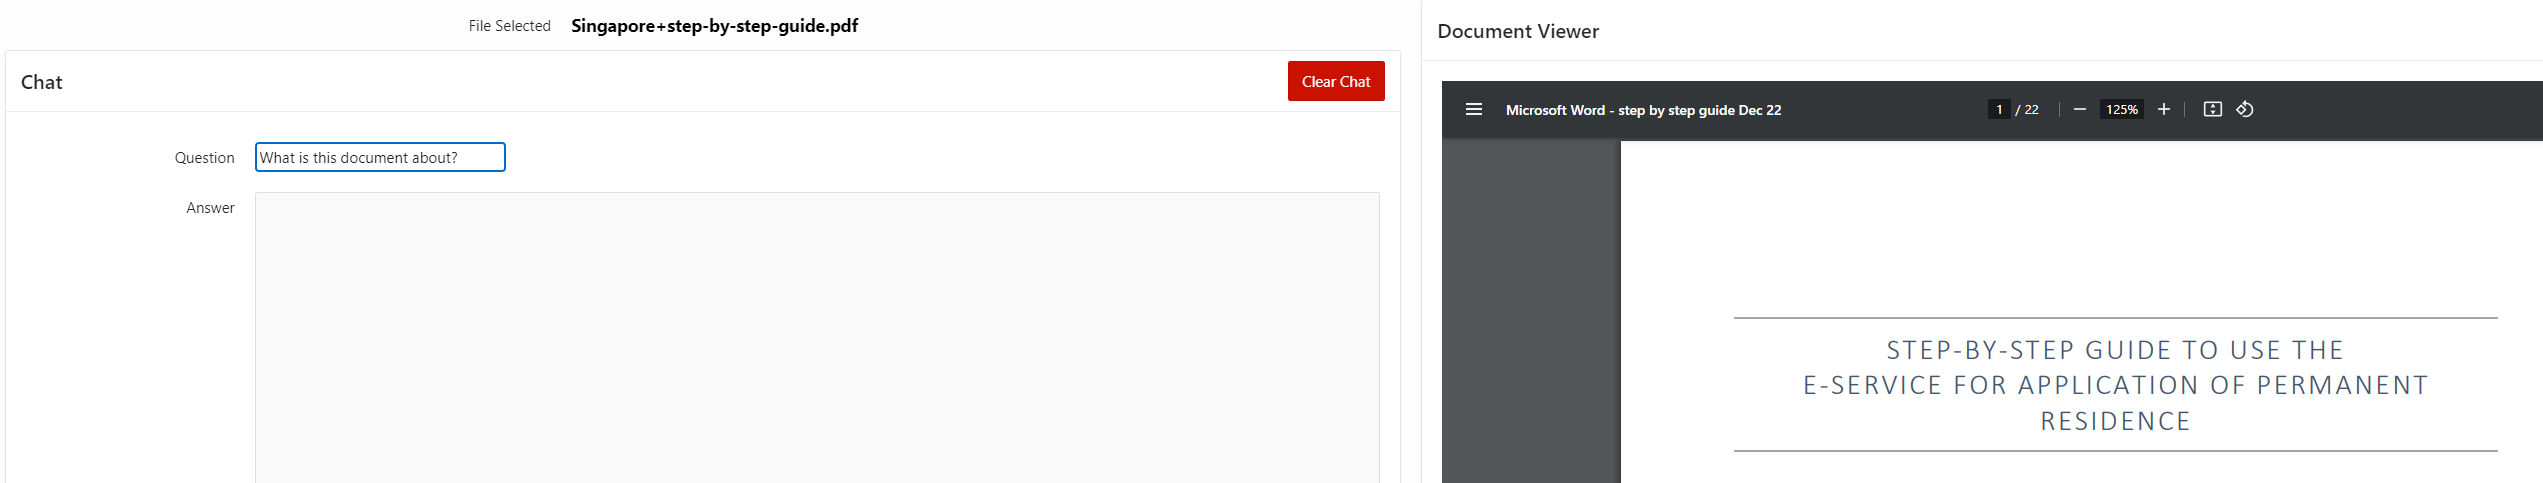 File Selected Singapore+step-by-step-guide.pdf
Chat
Clear Chat
Question What is this document about?
Answer
Document Viewer
Microsoft Word - step by step guide Dec 22 1 / 22 125%
STEP-BY-STEP GUIDE TO USE THE
E-SERVICE FOR APPLICATION OF PERMANENT
RESIDENCE